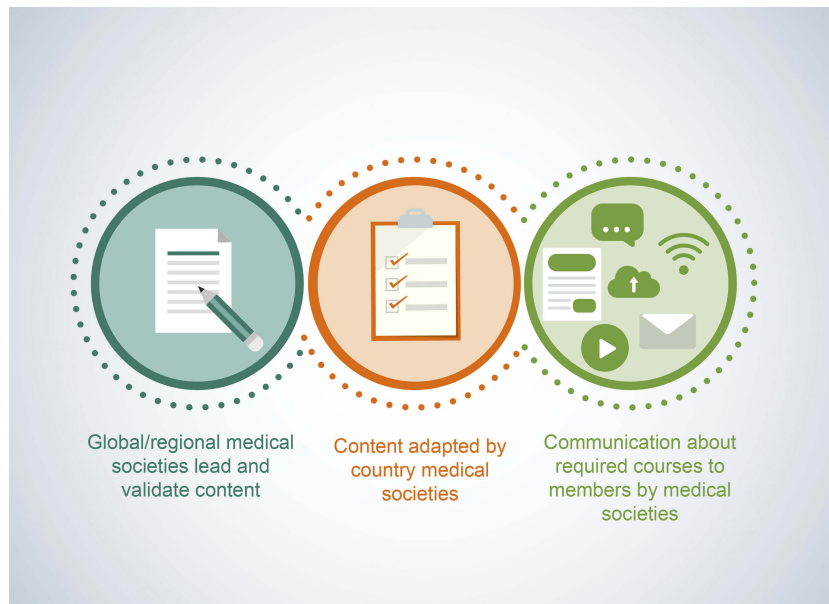 Global/regional medical
societies lead and
validate content
Content adapted by
country medical
societies
Communication about
required courses to
members by medical
societies